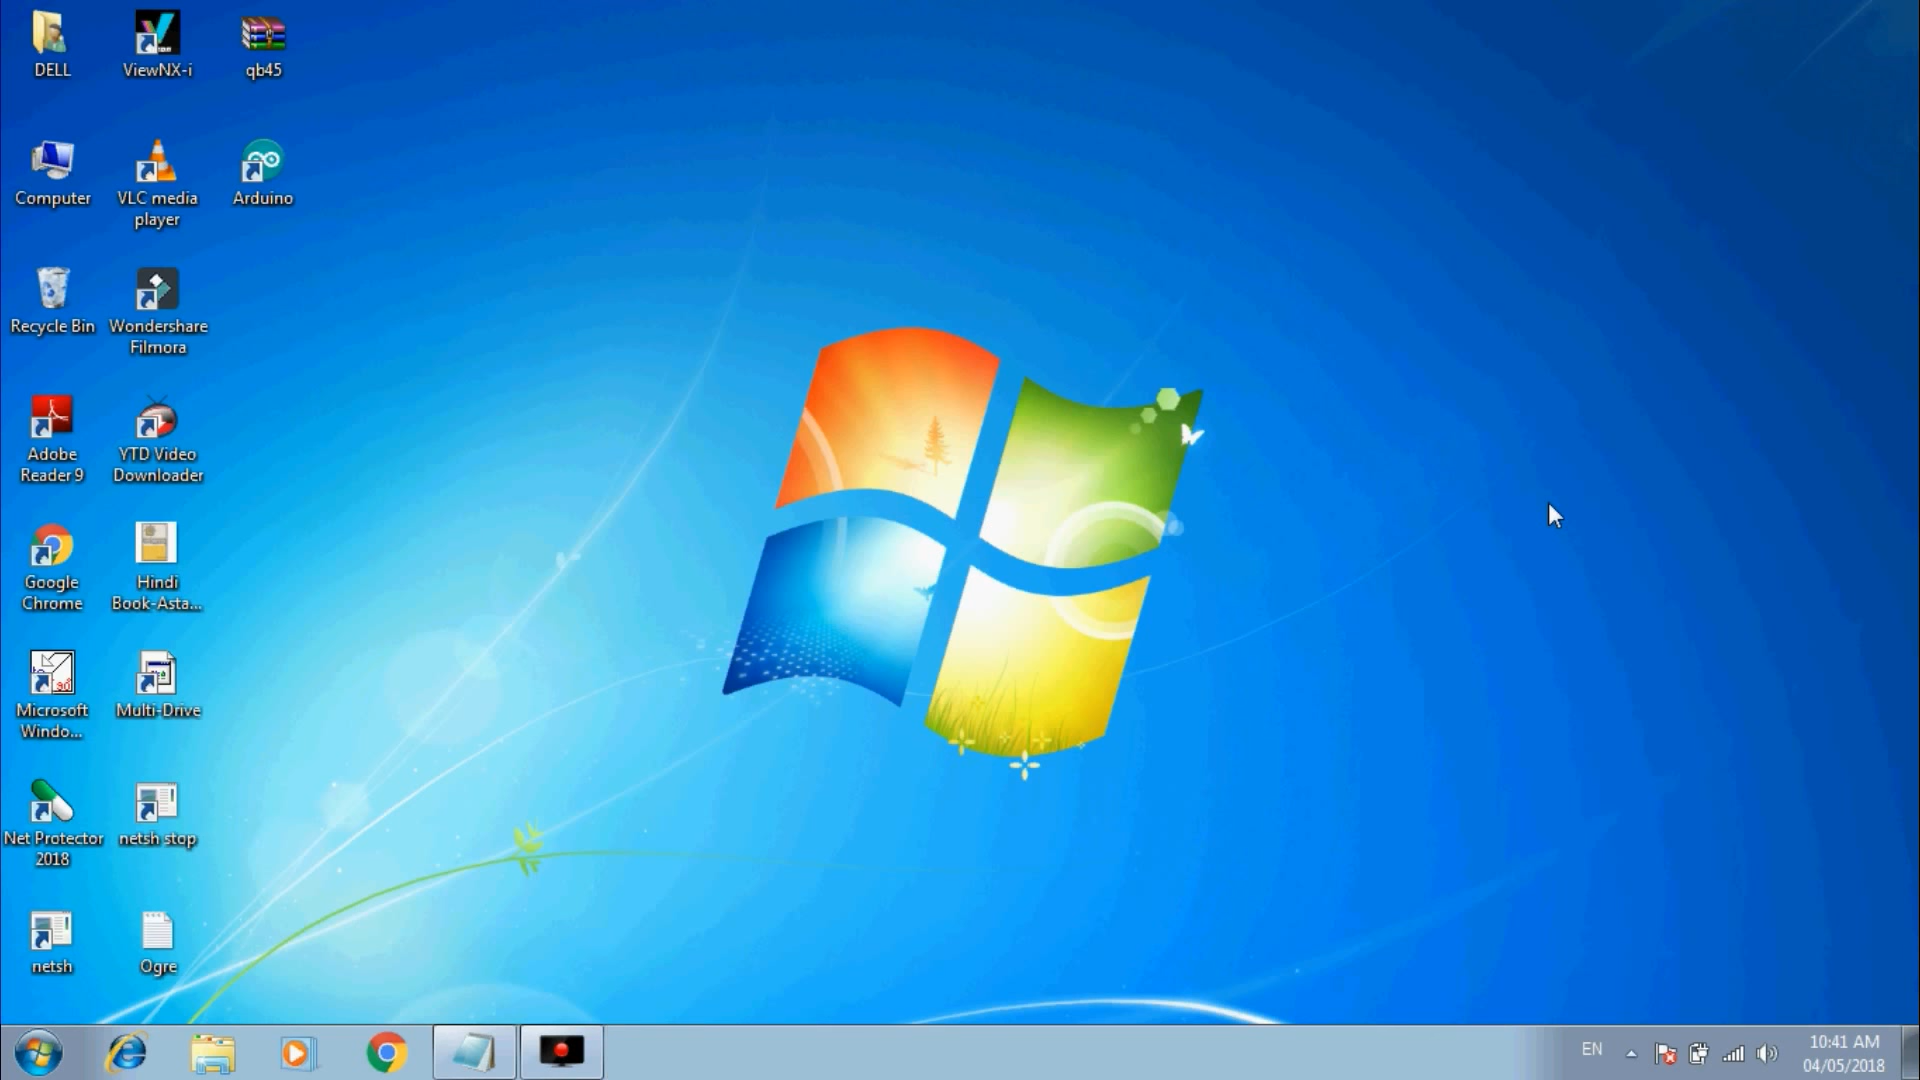 DELL
ViewNX-i
qb45
Computer
VLC media
player
Arduino
Recycle Bin
Wondershare
Filmora
Adobe
Reader 9
YTD Video
Downloader
Google
Chrome
Hindi
Book-Asta...
Microsoft
Windo...
Multi-Drive
Net Protector
2018
netsh stop
netsh
Ogre
EN
10:41 AM
04/05/2018